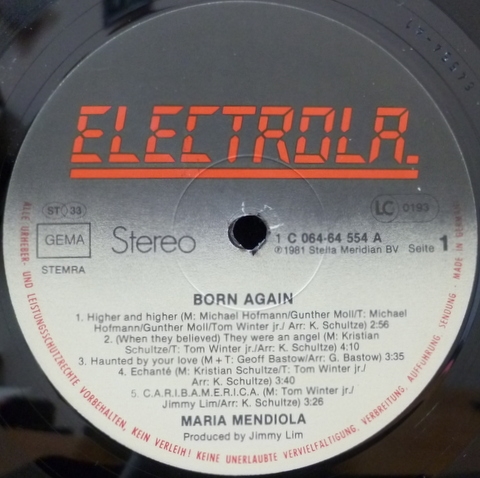 ELECTROLA.
ST 33
LC 0193
GEMA
Stereo
1 C 064-64 554 A
℗1981 Stella Meridian BV Seite 1
STEMRA
BORN AGAIN
1. Higher and higher (M: Michael Hofmann/Gunther Moll/T: Michael
Hofmann/Gunther Moll/Tom Winter jr./ Arr: K. Schultze) 2:56
2. (When they believed) They were an angel (M: Kristian
Schultze/T: Tom Winter jr./Arr: K. Schultze) 4:10
3. Haunted by your love (M + T: Geoff Bastow/Arr: G. Bastow) 3:35
4. Echanté (M: Kristian Schultze/T: Tom Winter jr./
Arr: K. Schultze) 3:40
5. C.A.R.I.B.A.M.E.R.I.C.A. (M: Tom Winter jr./
Jimmy Lim/Arr: K. Schultze) 3:26
MARIA MENDIOLA
Produced by Jimmy Lim
ALLE URHEBER- UND LEISTUNGSSCHUTZRECHTE VORBEHALTEN, KEIN VERLEIH! KEINE UNERLAUBTE VERVIELFÄLTIGUNG, VERBREITUNG, AUFFÜHRUNG, SENDUNG - MADE IN GERMANY